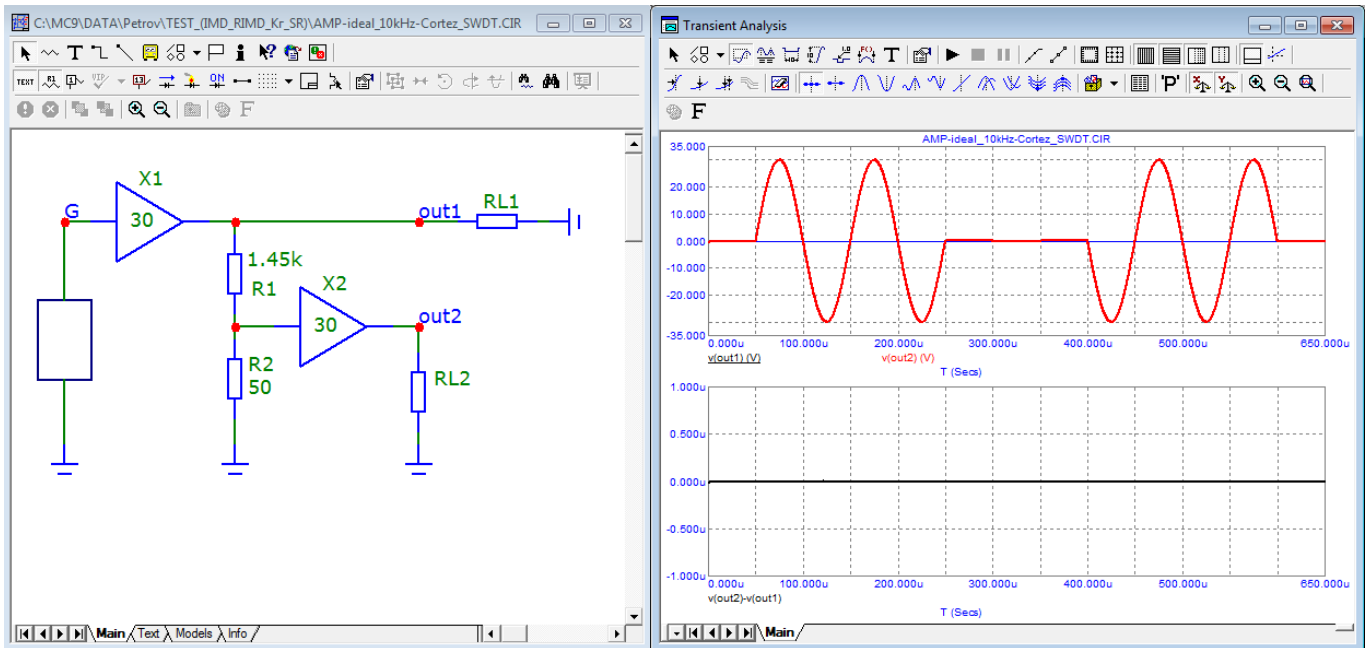 C:\MC9\DATA\Petrov\TEST_(IMD_RIMD_Kr_SR)\AMP-ideal_10kHz-Cortez_SWDT.CIR
T
TEXT
R1
ON
F
G
X1
30
out1
RL1
1.45k
R1
X2
30
out2
R2
50
RL2
Main
Text
Models
Info
Transient Analysis
T
'P'
F
AMP-ideal_10kHz-Cortez_SWDT.CIR
35.000
20.000
10.000
0.000
-10.000
-20.000
-35.000
0.000u 100.000u 200.000u 300.000u 400.000u 500.000u 650.000u
v(out1) (V) v(out2) (V)
T (Secs)
1.000u
0.500u
0.000u
-0.500u
-1.000u
0.000u 100.000u 200.000u 300.000u 400.000u 500.000u 650.000u
v(out2)-v(out1)
T (Secs)
Main